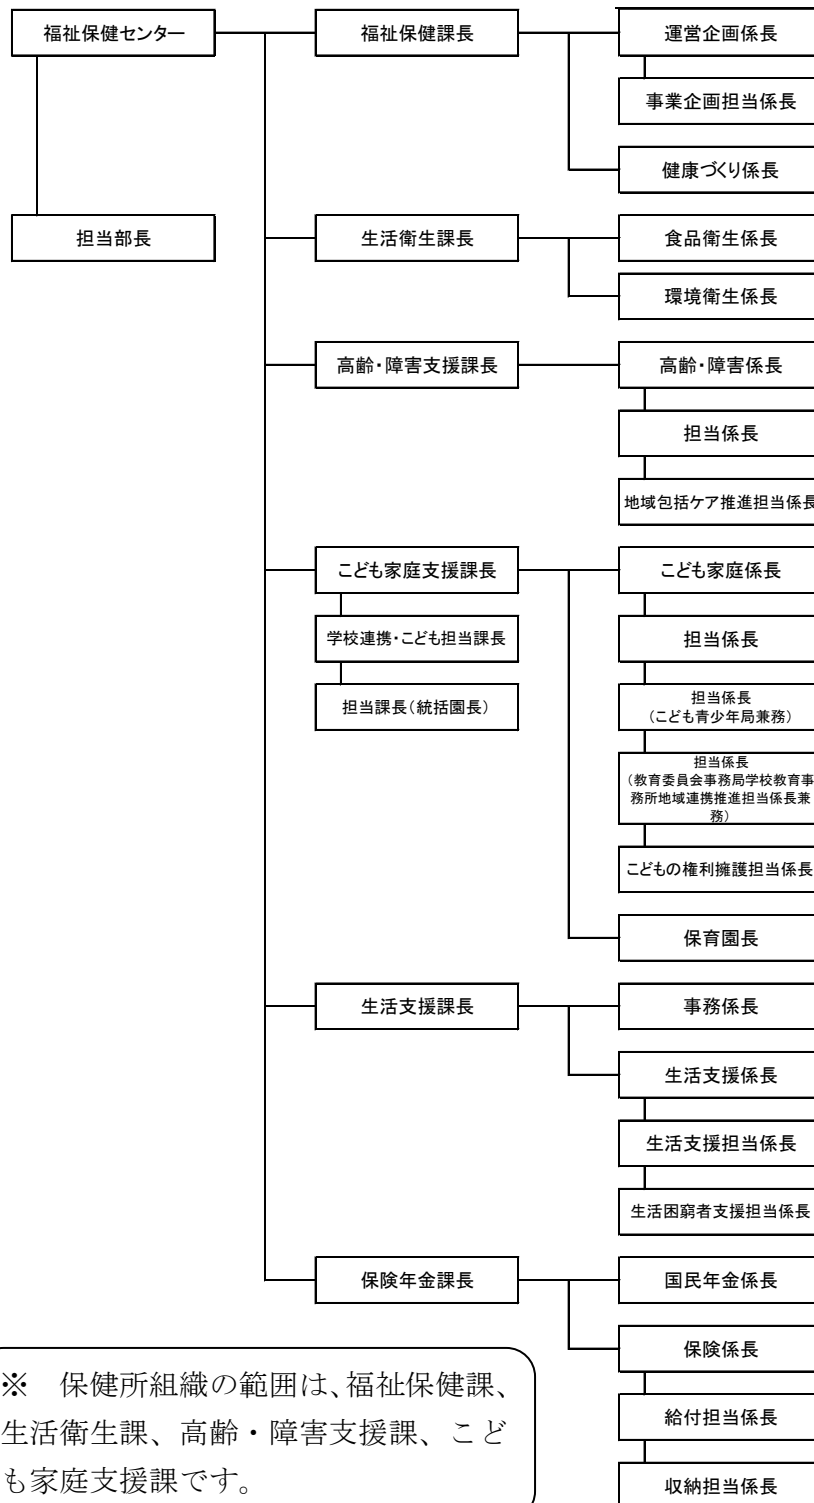 福祉保健センター
福祉保健課長
運営企画係長
事業企画担当係長
健康づくり係長
担当部長
生活衛生課長
食品衛生係長
環境衛生係長
高齢・障害支援課長
高齢・障害係長
担当係長
地域包括ケア推進担当係長
こども家庭支援課長
こども家庭係長
学校連携・こども担当課長
担当係長
担当課長(統括園長)
担当係長
(こども青少年局兼務)
担当係長
(教育委員会事務局学校教育事
務所地域連携推進担当係長兼
務)
こどもの権利擁護担当係長
保育園長
生活支援課長
事務係長
生活支援係長
生活支援担当係長
生活困窮者支援担当係長
保険年金課長
国民年金係長
保険係長
給付担当係長
収納担当係長
※　保健所組織の範囲は、福祉保健課、
生活衛生課、高齢・障害支援課、こど
も家庭支援課です。